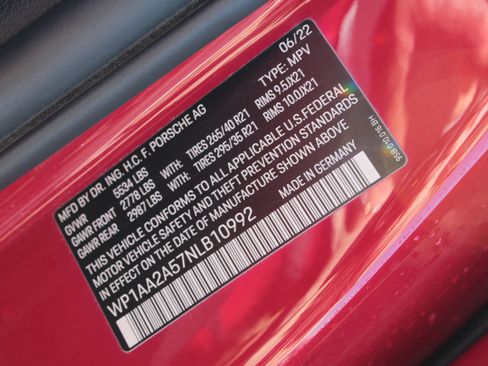 MFD BY DR. ING. H.C. F. PORSCHE AG 06/22
GVWR 5534 LBS TYPE: MPV
GAWR FRONT 2778 LBS WITH: TIRES 265/40 R21 RIMS 9.5JX21
GAWR REAR 2987 LBS WITH: TIRES 295/35 R21 RIMS 10.0JX21
THIS VEHICLE CONFORMS TO ALL APPLICABLE U.S. FEDERAL
MOTOR VEHICLE SAFETY AND THEFT PREVENTION STANDARDS
IN EFFECT ON THE DATE OF MANUFACTURE SHOWN ABOVE
MADE IN GERMANY
WP1AA2A57NLB10992